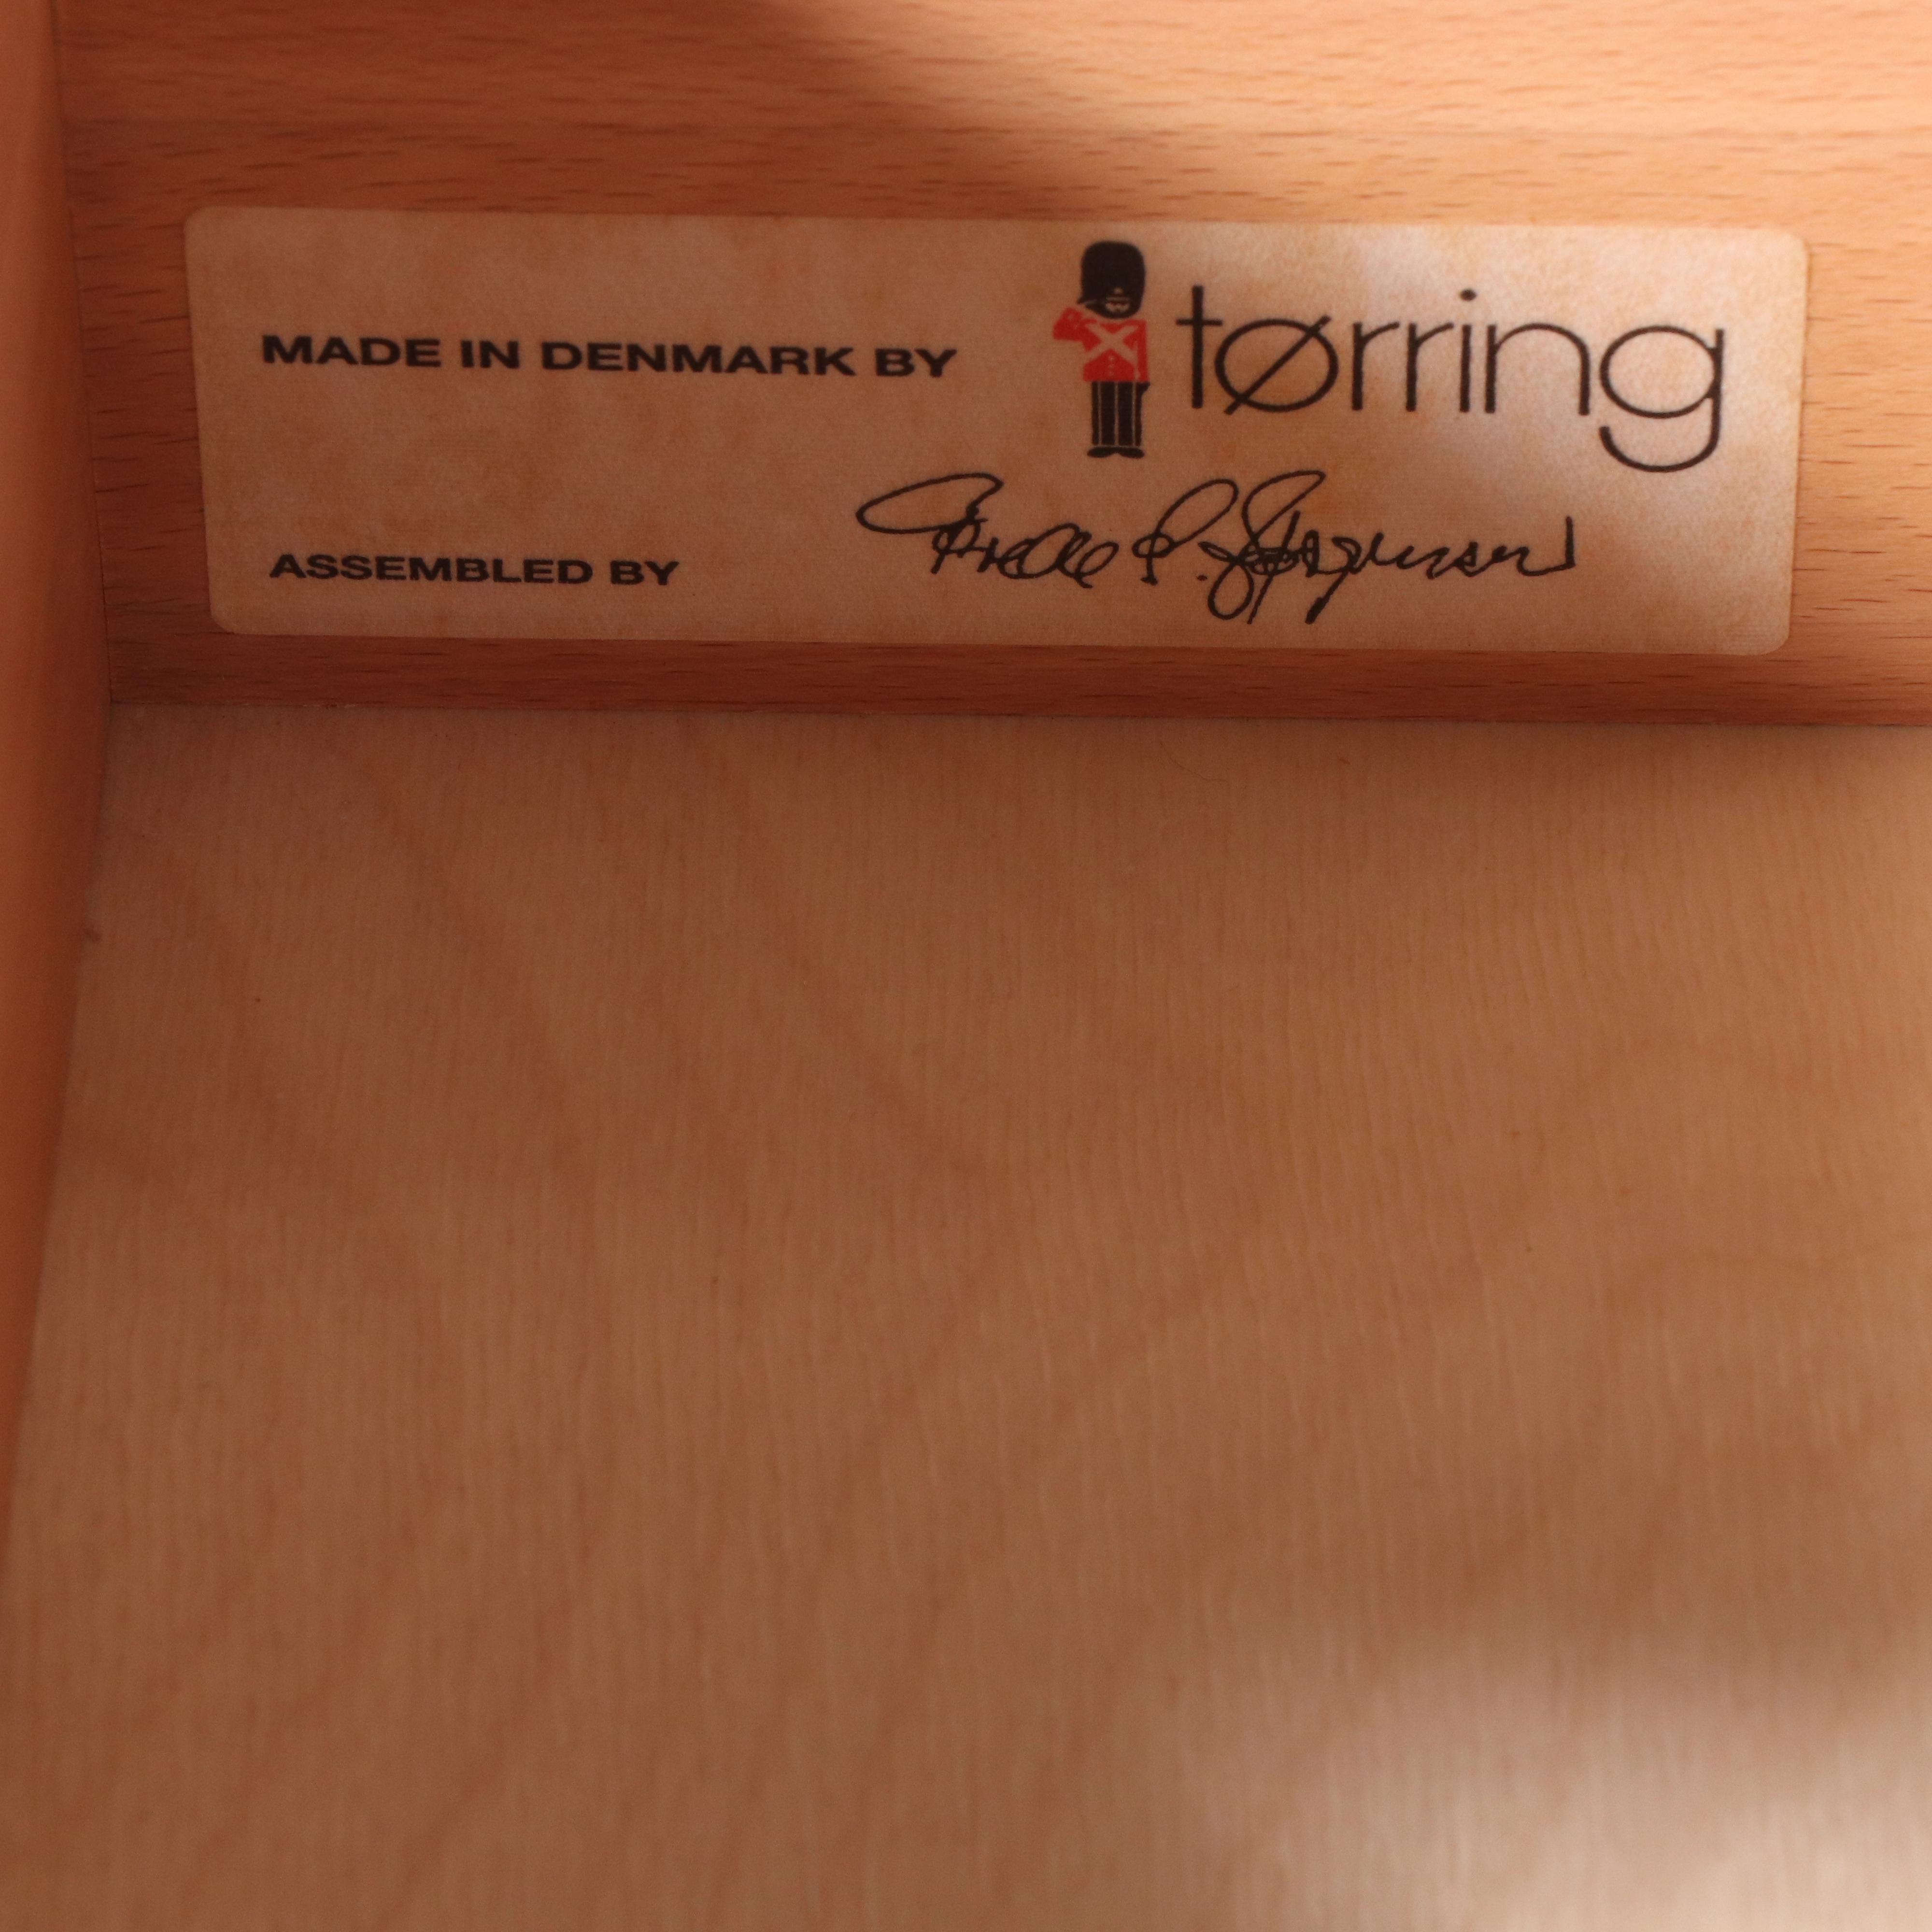 MADE IN DENMARK BY tørring
ASSEMBLED BY